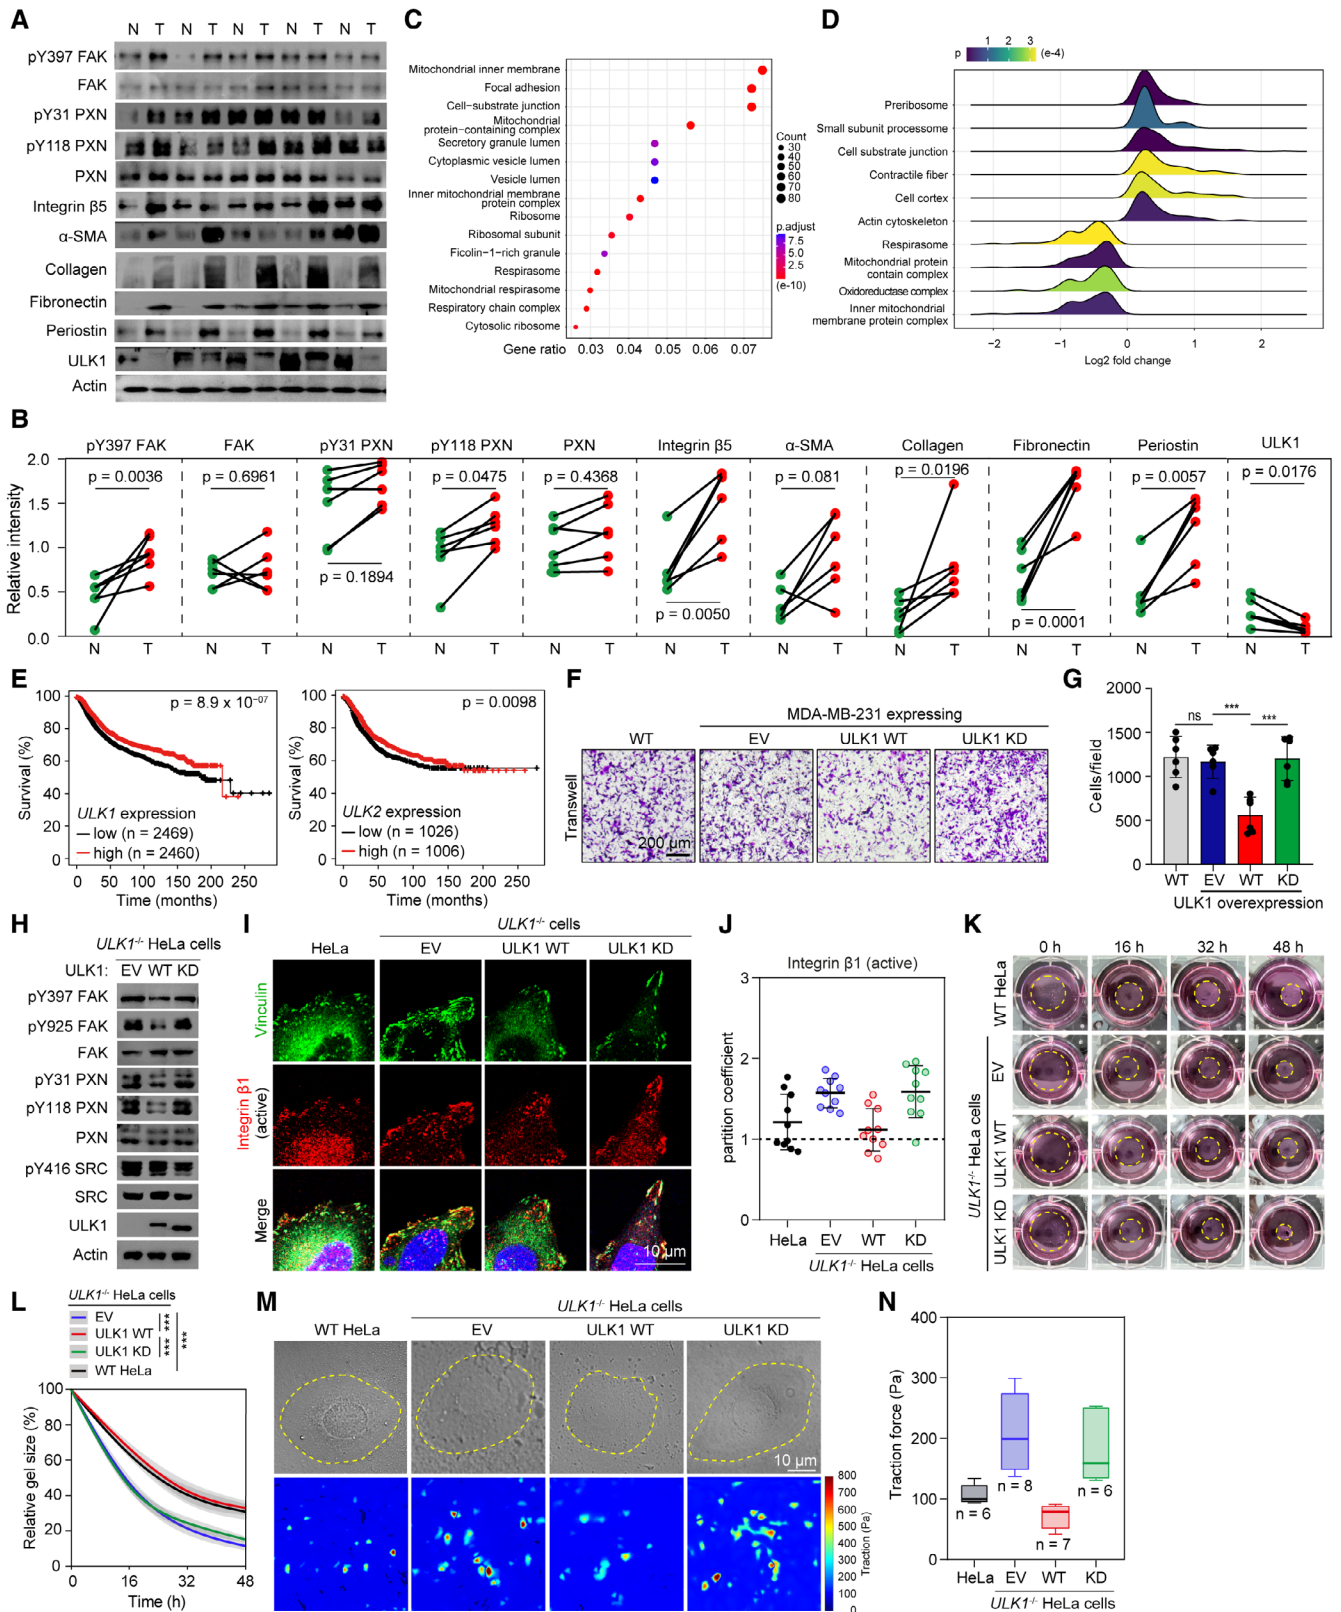 A
N T N T N T N T N T
pY397 FAK
FAK
pY31 PXN
pY118 PXN
PXN
Integrin β5
α-SMA
Collagen
Fibronectin
Periostin
ULK1
Actin
C
Mitochondrial inner membrane
Focal adhesion
Cell−substrate junction
Mitochondrial
protein−containing complex
Secretory granule lumen
Cytoplasmic vesicle lumen
Vesicle lumen
Inner mitochondrial membrane
protein complex
Ribosome
Ribosomal subunit
Ficolin−1−rich granule
Respirasome
Mitochondrial respirasome
Respiratory chain complex
Cytosolic ribosome
Gene ratio
0.03 0.04 0.05 0.06 0.07
Count
30
40
50
60
70
80
p.adjust
7.5
5.0
2.5
(e-10)
D
p
1 2 3
(e-4)
Preribosome
Small subunit processome
Cell substrate junction
Contractile fiber
Cell cortex
Actin cytoskeleton
Respirasome
Mitochondrial protein
contain complex
Oxidoreductase complex
Inner mitochondrial
membrane protein complex
−2 −1 0 1 2
Log2 fold change
B
pY397 FAK FAK pY31 PXN pY118 PXN PXN Integrin β5 α-SMA Collagen Fibronectin Periostin ULK1
Relative intensity
2.0
1.5
1.0
0.5
0.0
p = 0.0036
p = 0.6961
p = 0.1894
p = 0.0475
p = 0.4368
p = 0.0050
p = 0.081
p = 0.0196
p = 0.0001
p = 0.0057
p = 0.0176
N T N T N T N T N T N T N T N T N T N T N T
E
Survival (%)
100
80
60
40
20
0
p = 8.9 x 10⁻⁰⁷
ULK1 expression
low (n = 2469)
high (n = 2460)
0 50 100 150 200 250
Time (months)
Survival (%)
100
80
60
40
20
0
p = 0.0098
ULK2 expression
low (n = 1026)
high (n = 1006)
0 50 100 150 200 250
Time (months)
F
MDA-MB-231 expressing
WT EV ULK1 WT ULK1 KD
Transwell
200 µm
G
Cells/field
2000
1500
1000
500
0
ns *** ***
WT EV WT KD
ULK1 overexpression
H
ULK1-/- HeLa cells
ULK1: EV WT KD
pY397 FAK
pY925 FAK
FAK
pY31 PXN
pY118 PXN
PXN
pY416 SRC
SRC
ULK1
Actin
I
ULK1-/- cells
HeLa EV ULK1 WT ULK1 KD
Vinculin
Integrin β1
(active)
Merge
10 µm
J
Integrin β1 (active)
partition coefficient
3
2
1
0
HeLa EV WT KD
ULK1-/- HeLa cells
K
0 h 16 h 32 h 48 h
WT HeLa
EV
ULK1 WT
ULK1 KD
ULK1-/- HeLa cells
L
ULK1-/- HeLa cells
EV
ULK1 WT
ULK1 KD
WT HeLa
***
***
***
Relative gel size (%)
100
80
60
40
20
0
0 16 32 48
Time (h)
M
ULK1-/- HeLa cells
WT HeLa EV ULK1 WT ULK1 KD
10 µm
800
700
600
500
400
300
200
100
0
Traction (Pa)
N
Traction force (Pa)
400
300
200
100
0
n = 6
n = 8
n = 7
n = 6
HeLa EV WT KD
ULK1-/- HeLa cells